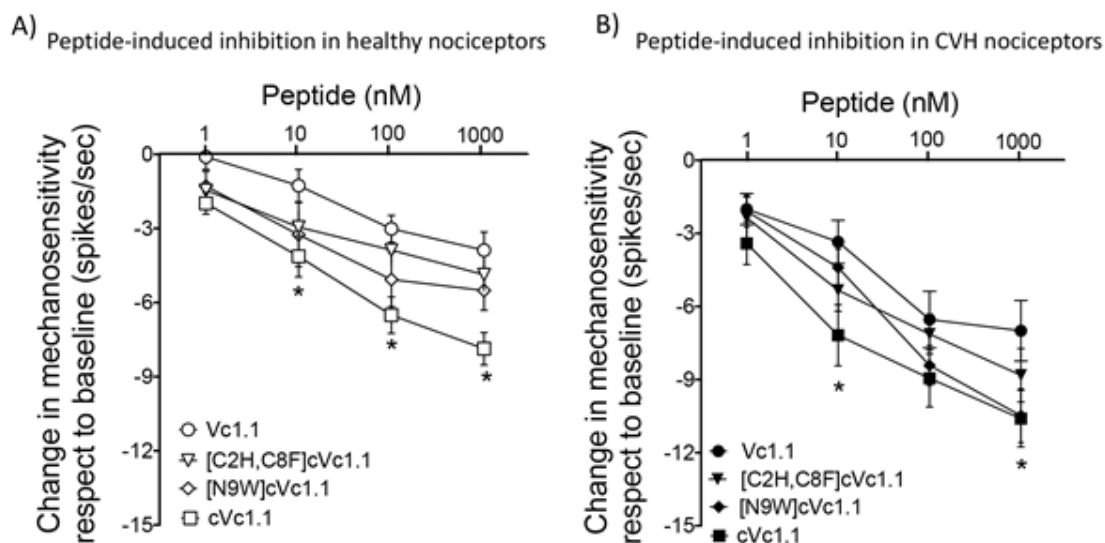 A)
Peptide-induced inhibition in healthy nociceptors
Peptide (nM)
1 10 100 1000
0
-3
-6
-9
-12
-15
Change in mechanosensitivity
respect to baseline (spikes/sec)
*
*
*
Vc1.1
[C2H,C8F]cVc1.1
[N9W]cVc1.1
cVc1.1
B)
Peptide-induced inhibition in CVH nociceptors
Peptide (nM)
1 10 100 1000
0
-3
-6
-9
-12
-15
Change in mechanosensitivity
respect to baseline (spikes/sec)
*
*
Vc1.1
[C2H,C8F]cVc1.1
[N9W]cVc1.1
cVc1.1